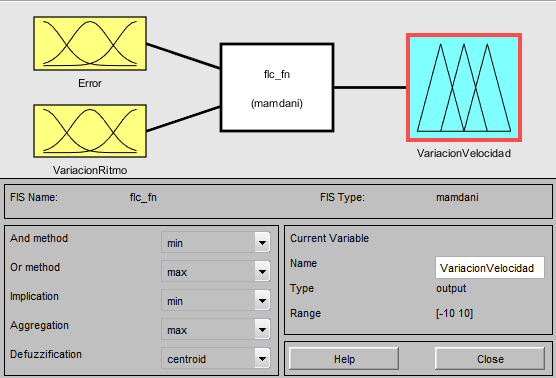 flc_fn
(mamdani)
Error
VariacionRitmo
VariacionVelocidad
FIS Name: flc_fn FIS Type: mamdani
And method min
Or method max
Implication min
Aggregation max
Defuzzification centroid
Current Variable
Name VariacionVelocidad
Type output
Range [-10 10]
Help Close